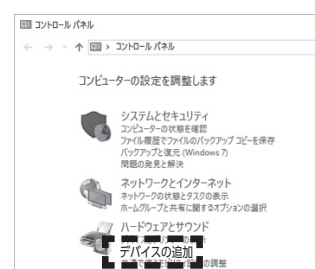 コントロール パネル
コントロール パネル
コンピューターの設定を調整します
システムとセキュリティ
コンピューターの状態を確認
ファイル履歴でファイルのバックアップ コピーを保存
バックアップと復元 (Windows 7)
問題の発見と解決
ネットワークとインターネット
ネットワークの状態とタスクの表示
ホームグループと共有に関するオプションの選択
ハードウェアとサウンド
デバイスの追加
の調整